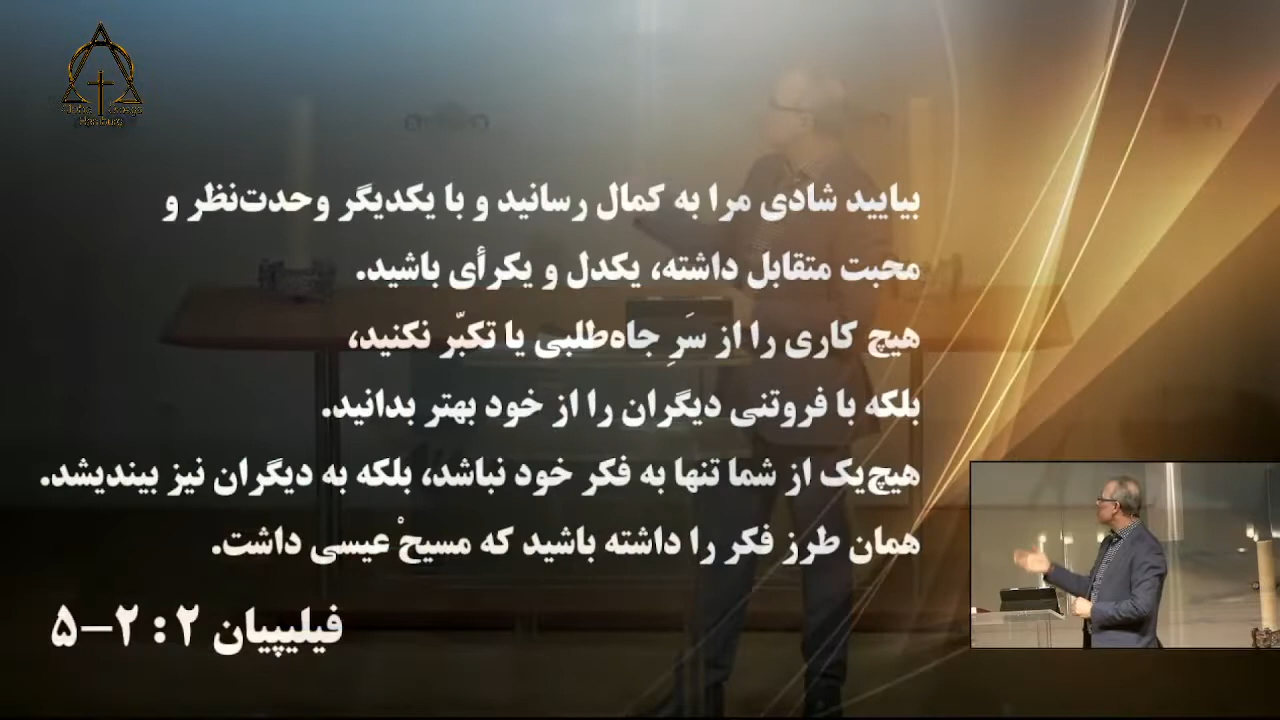 Alpha Omega
Hamburg
بیایید شادی مرا به کمال رسانید و با یکدیگر وحدت‌نظر و
محبت متقابل داشته، یکدل و یکرأی باشید.
هیچ کاری را از سَرِ جاه‌طلبی یا تکبّر نکنید،
بلکه با فروتنی دیگران را از خود بهتر بدانید.
هیچ‌یک از شما تنها به فکر خود نباشد، بلکه به دیگران نیز بیندیشد.
همان طرز فکر را داشته باشید که مسیحْ عیسی داشت.
فیلیپیان ۲ : ۲–۵